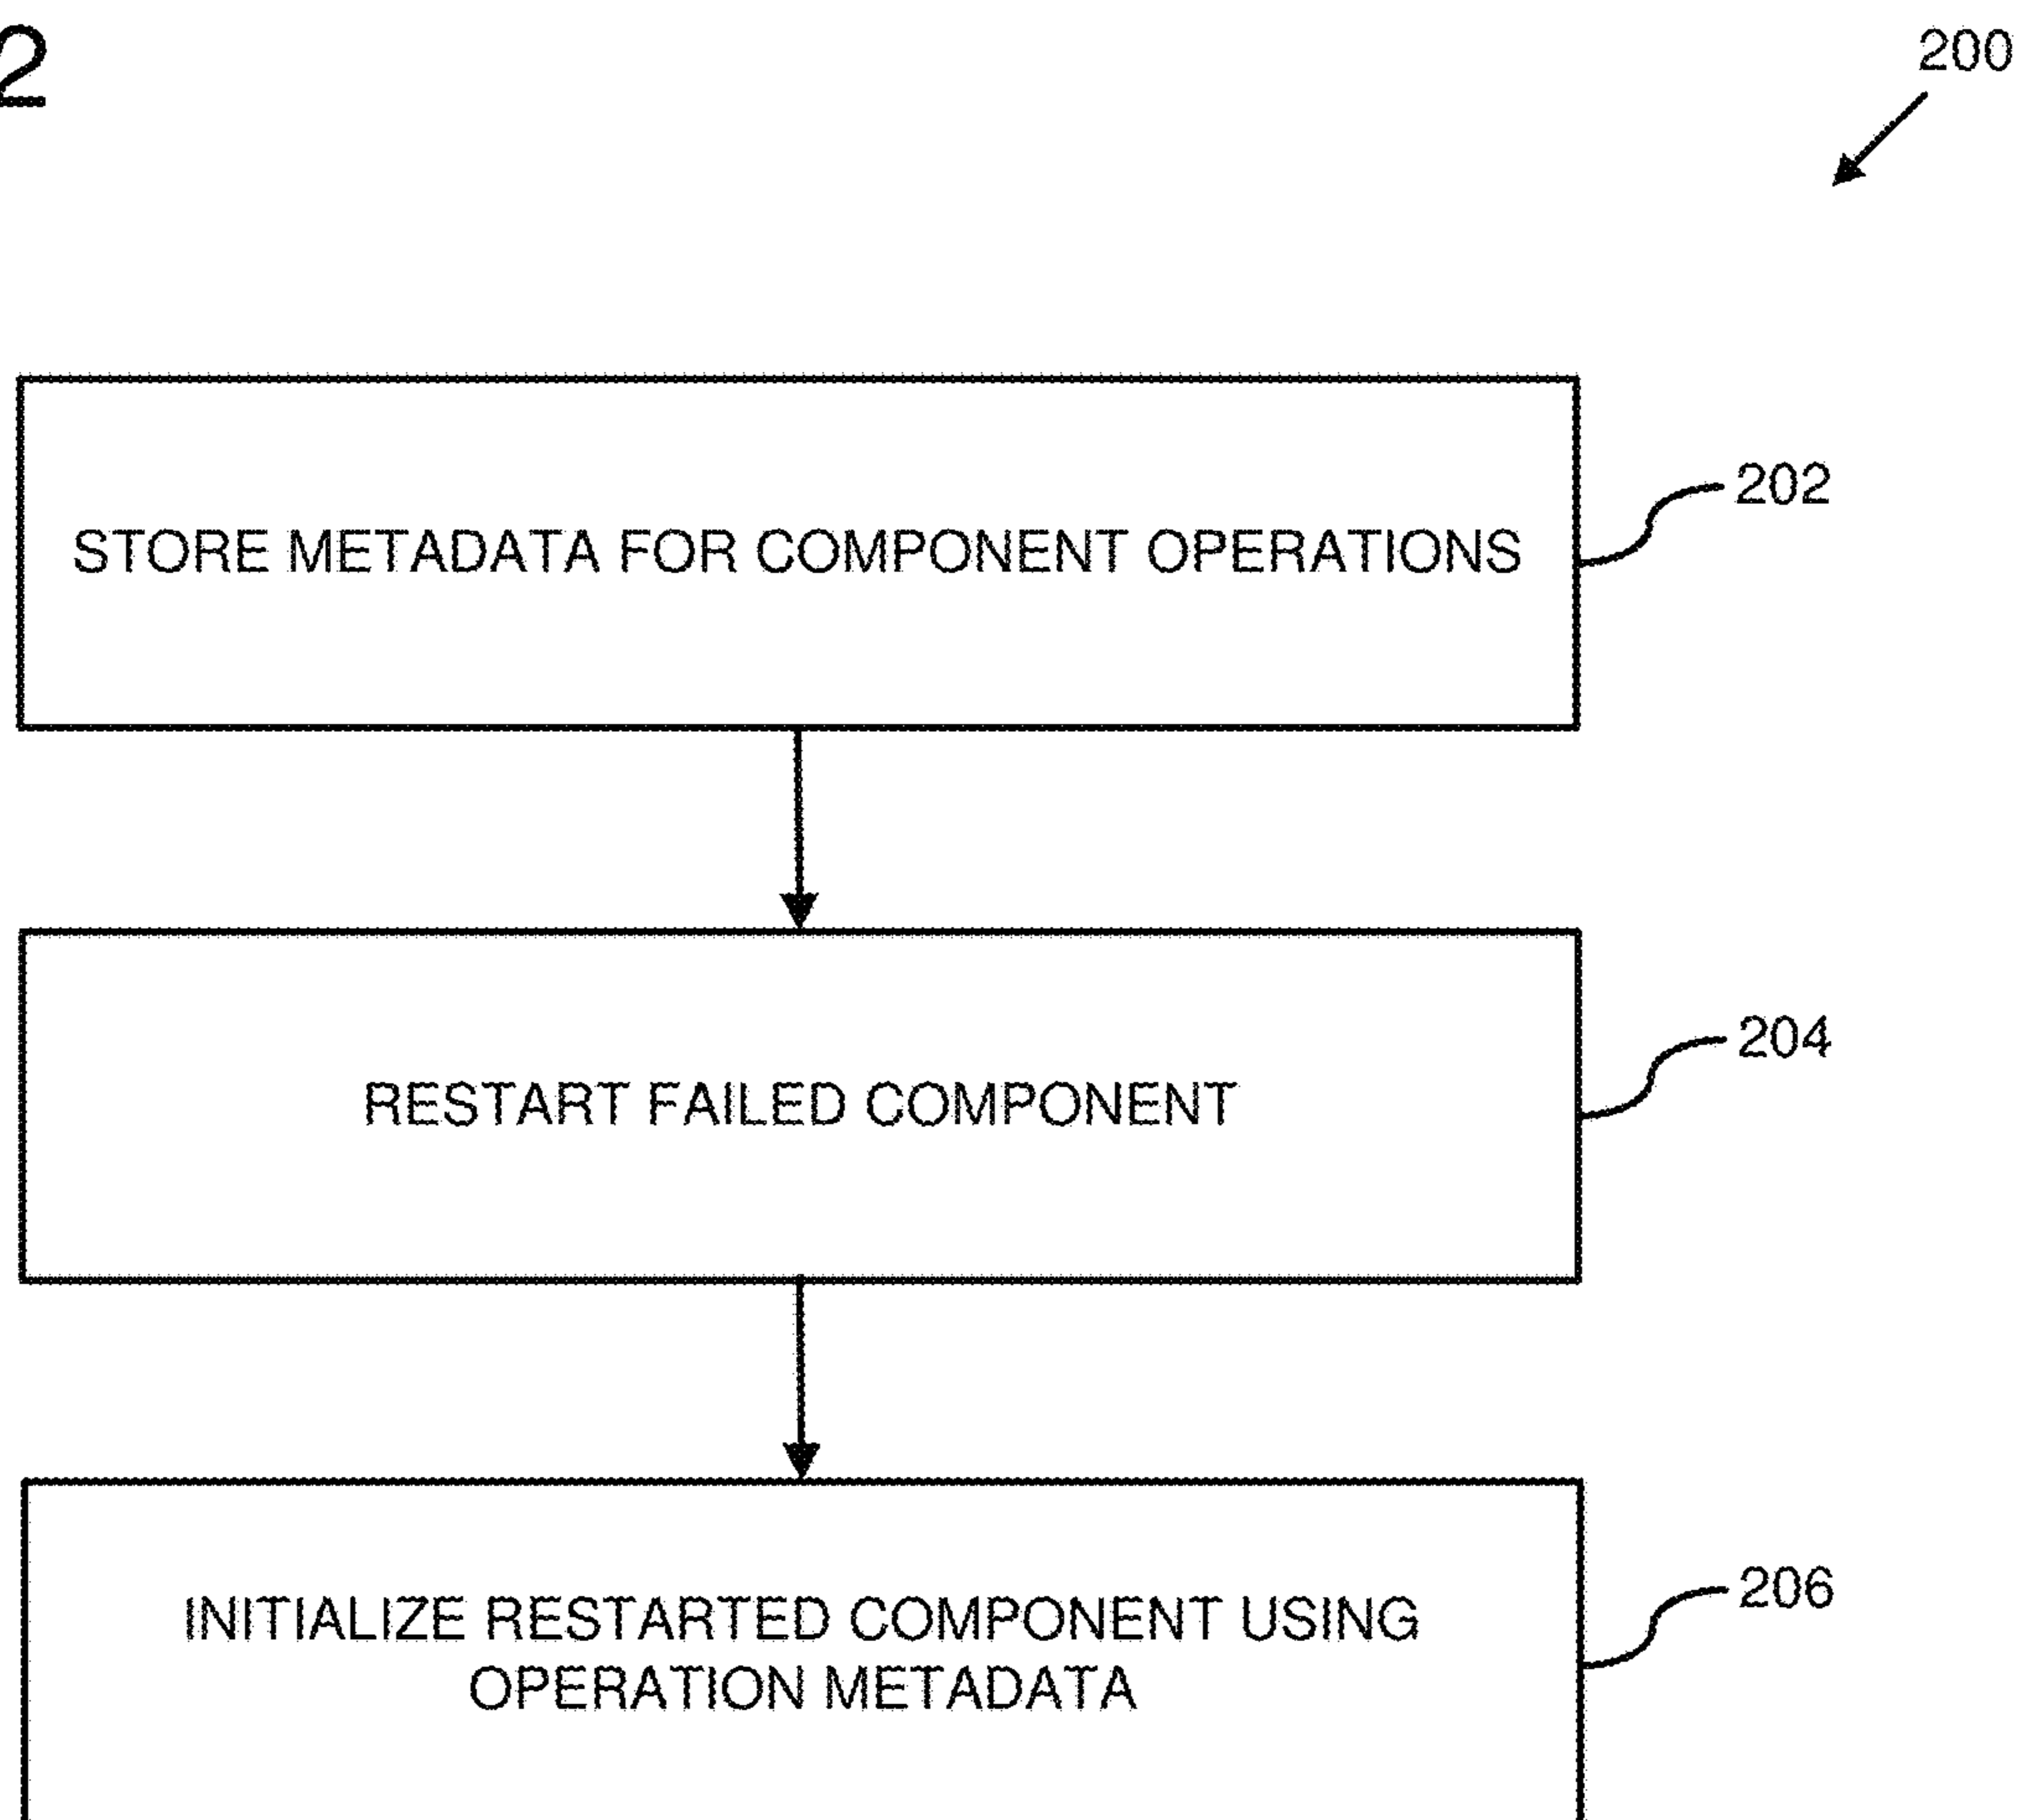 2
200
STORE METADATA FOR COMPONENT OPERATIONS
202
RESTART FAILED COMPONENT
204
INITIALIZE RESTARTED COMPONENT USING
OPERATION METADATA
206